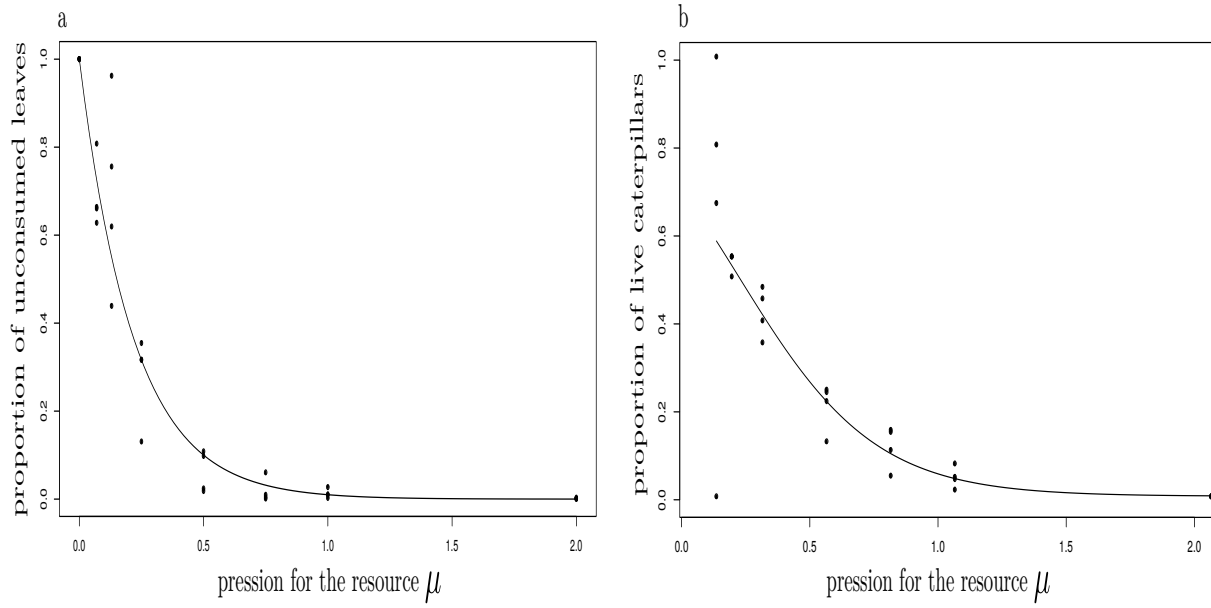 a
proportion of unconsumed leaves
1.0
0.8
0.6
0.4
0.2
0.0
0.0 0.5 1.0 1.5 2.0
pression for the resource μ
b
proportion of live caterpillars
1.0
0.8
0.6
0.4
0.2
0.0
0.0 0.5 1.0 1.5 2.0
pression for the resource μ